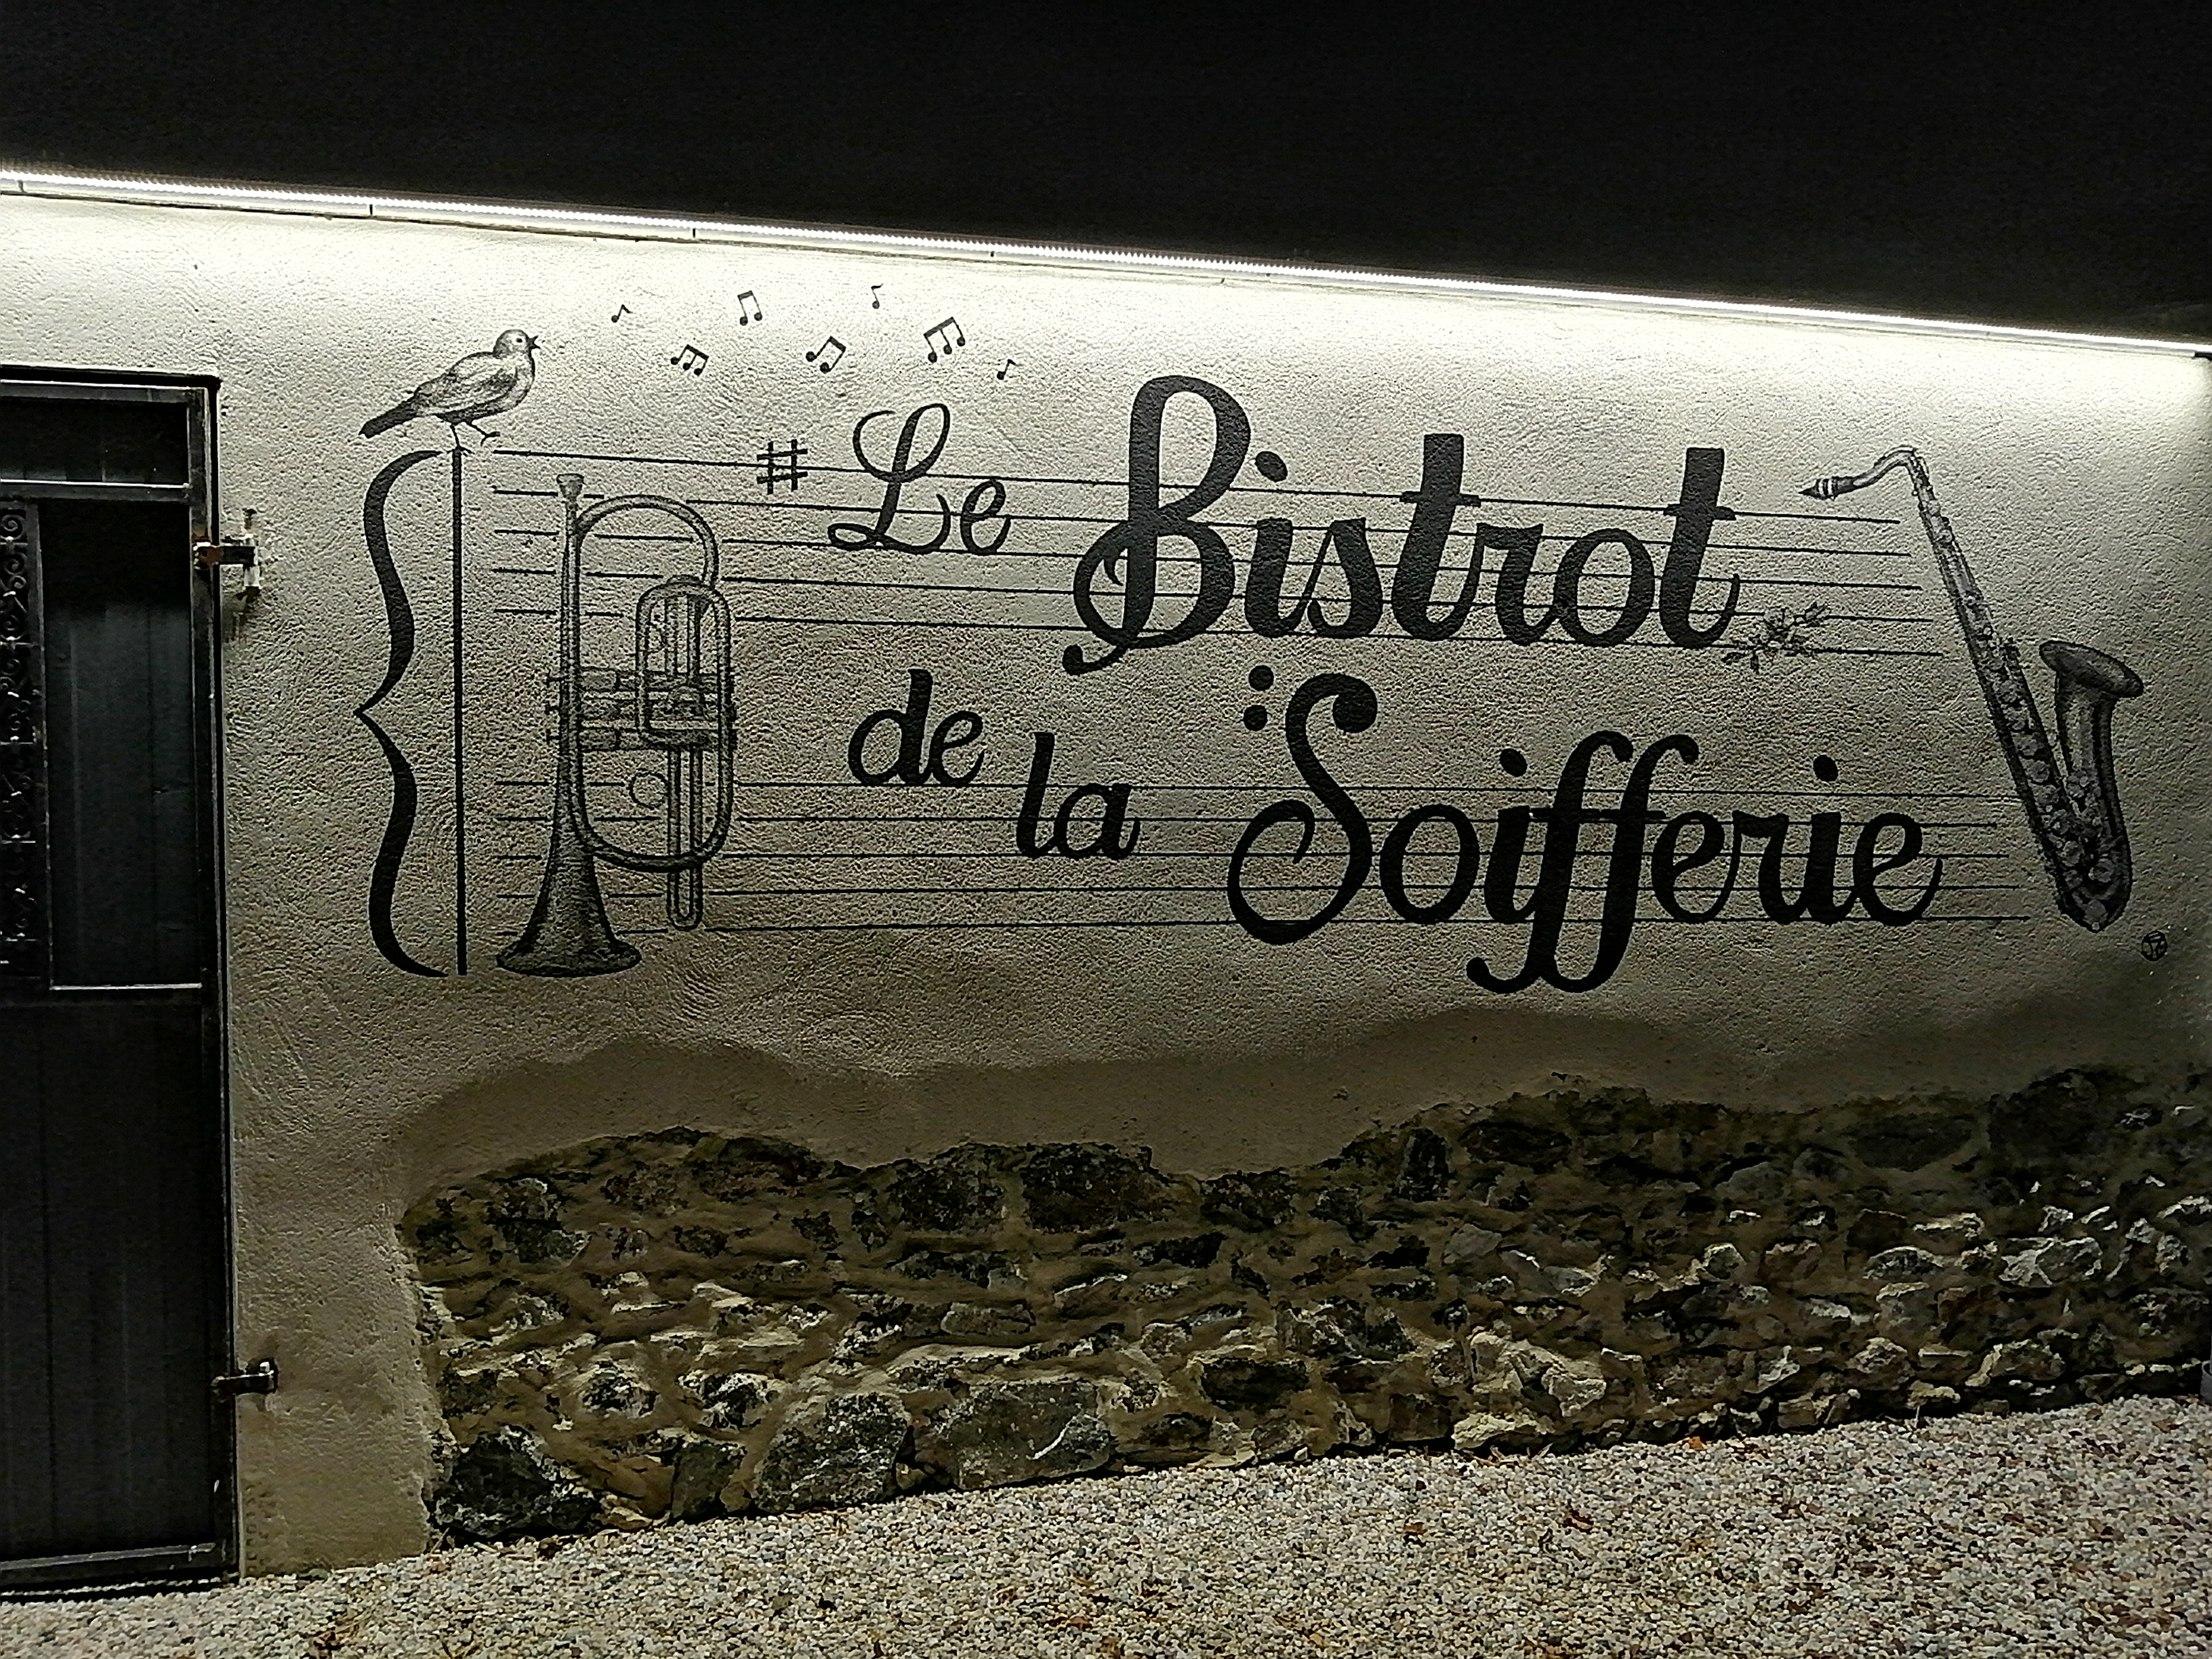 Le Bistrot
de la Soifferie